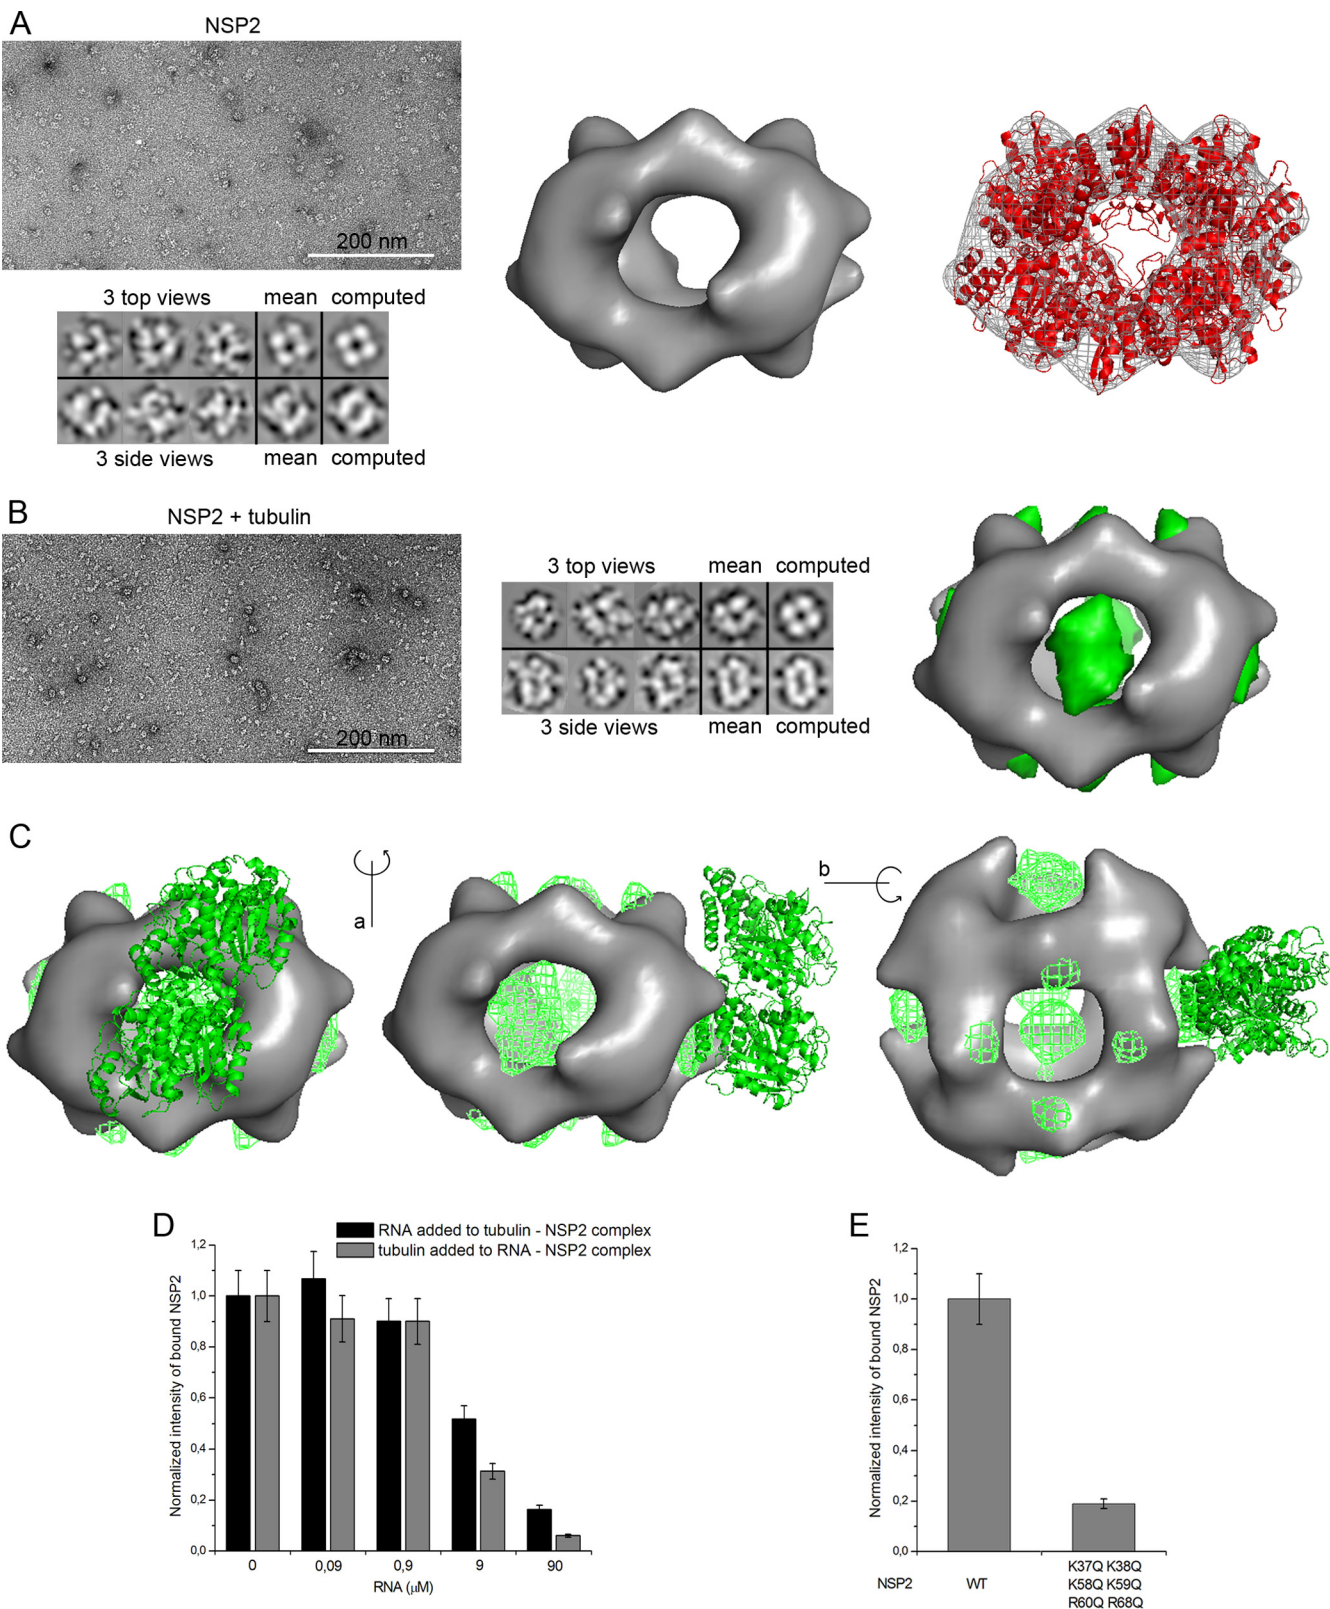 A
NSP2
200 nm
3 top views mean computed
3 side views mean computed
B
NSP2 + tubulin
200 nm
3 top views mean computed
3 side views mean computed
C
a
b
D
RNA added to tubulin - NSP2 complex
tubulin added to RNA - NSP2 complex
Normalized intensity of bound NSP2
1,2
1,0
0,8
0,6
0,4
0,2
0,0
0 0,09 0,9 9 90
RNA (μM)
E
Normalized intensity of bound NSP2
1,2
1,0
0,8
0,6
0,4
0,2
0,0
NSP2 WT
K37Q K38Q
K58Q K59Q
R60Q R68Q